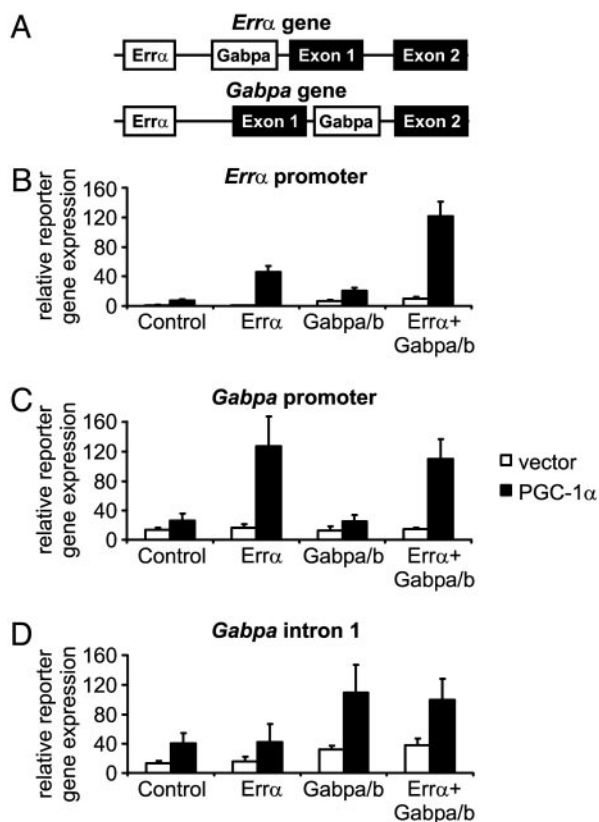 A
Errα gene
Errα Gabpa Exon 1 Exon 2
Gabpa gene
Errα Exon 1 Gabpa Exon 2
B
Errα promoter
relative reporter
gene expression
160
120
80
40
0
Control Errα Gabpa/b Errα+
Gabpa/b
C
Gabpa promoter
relative reporter
gene expression
160
120
80
40
0
Control Errα Gabpa/b Errα+
Gabpa/b
vector
PGC-1α
D
Gabpa intron 1
relative reporter
gene expression
160
120
80
40
0
Control Errα Gabpa/b Errα+
Gabpa/b